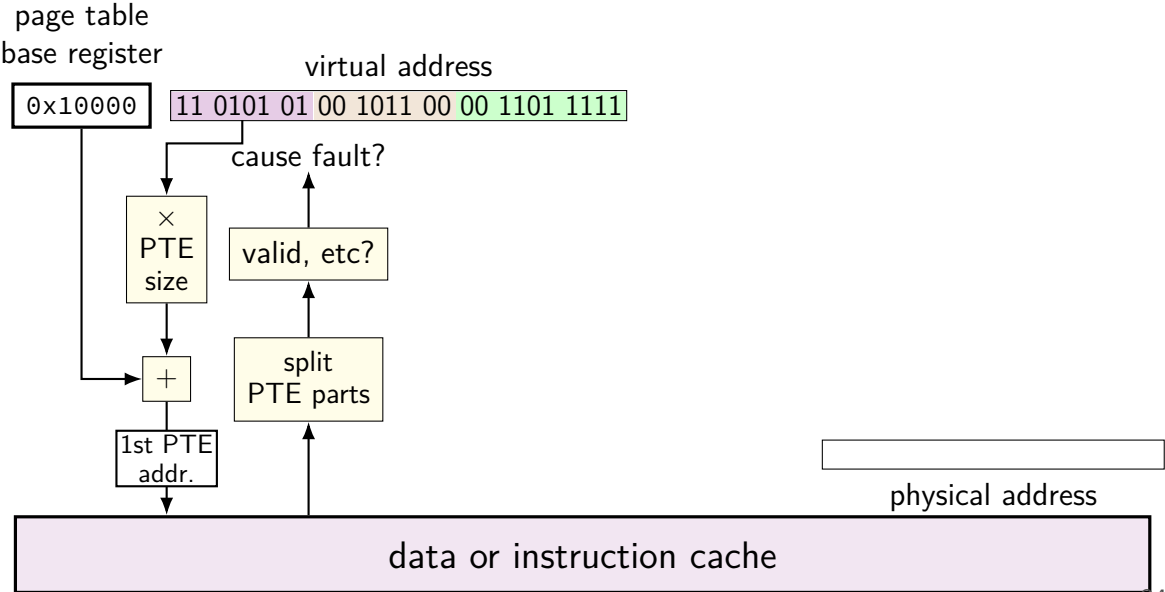 page table
base register
virtual address
0x10000
11 0101 01 00 1011 00 00 1101 1111
cause fault?
×
PTE
size
valid, etc?
+
split
PTE parts
1st PTE
addr.
physical address
data or instruction cache